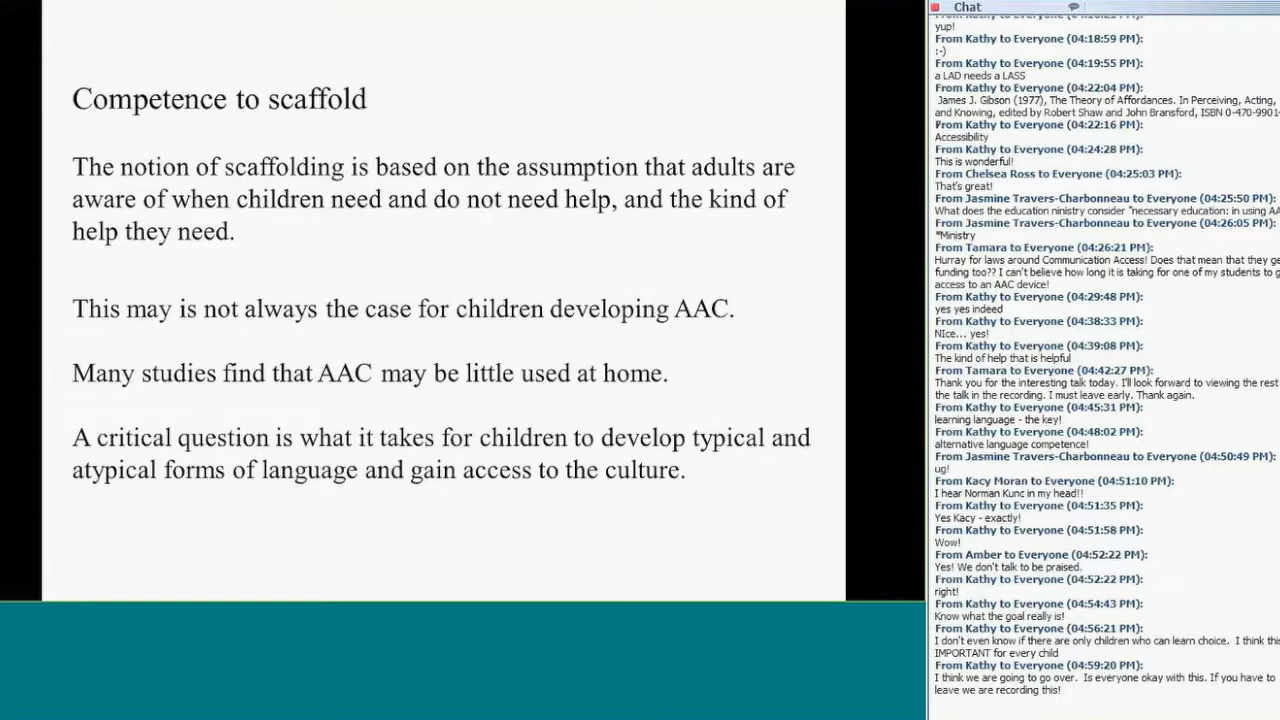 Competence to scaffold
The notion of scaffolding is based on the assumption that adults are
aware of when children need and do not need help, and the kind of
help they need.
This may is not always the case for children developing AAC.
Many studies find that AAC may be little used at home.
A critical question is what it takes for children to develop typical and
atypical forms of language and gain access to the culture.
Chat
yup!
From Kathy to Everyone (04:18:59 PM):
:-)
From Kathy to Everyone (04:19:55 PM):
a LAD needs a LASS
From Kathy to Everyone (04:22:04 PM):
James J. Gibson (1977), The Theory of Affordances. In Perceiving, Acting,
and Knowing, edited by Robert Shaw and John Bransford, ISBN 0-470-9901-
From Kathy to Everyone (04:22:16 PM):
Accessibility
From Kathy to Everyone (04:24:28 PM):
This is wonderful!
From Chelsea Ross to Everyone (04:25:03 PM):
That's great!
From Jasmine Travers-Charbonneau to Everyone (04:25:50 PM):
What does the education ninistry consider "necessary education: in using AA
From Jasmine Travers-Charbonneau to Everyone (04:26:05 PM):
*Ministry
From Tamara to Everyone (04:26:21 PM):
Hurray for laws around Communication Access! Does that mean that they ge
funding too?? I can't believe how long it is taking for one of my students to g
access to an AAC device!
From Kathy to Everyone (04:29:48 PM):
yes yes indeed
From Kathy to Everyone (04:38:33 PM):
NIce... yes!
From Kathy to Everyone (04:39:08 PM):
The kind of help that is helpful
From Tamara to Everyone (04:42:27 PM):
Thank you for the interesting talk today. I'll look forward to viewing the rest
the talk in the recording. I must leave early. Thank again.
From Kathy to Everyone (04:45:31 PM):
learning language - the key!
From Kathy to Everyone (04:48:02 PM):
alternative language competence!
From Jasmine Travers-Charbonneau to Everyone (04:50:49 PM):
ug!
From Kacy Moran to Everyone (04:51:10 PM):
I hear Norman Kunc in my head!!
From Kathy to Everyone (04:51:35 PM):
Yes Kacy - exactly!
From Kathy to Everyone (04:51:58 PM):
Wow!
From Amber to Everyone (04:52:22 PM):
Yes! We don't talk to be praised.
From Kathy to Everyone (04:52:22 PM):
right!
From Kathy to Everyone (04:54:43 PM):
Know what the goal really is!
From Kathy to Everyone (04:56:21 PM):
I don't even know if there are only children who can learn choice. I think this
IMPORTANT for every child
From Kathy to Everyone (04:59:20 PM):
I think we are going to go over. Is everyone okay with this. If you have to
leave we are recording this!